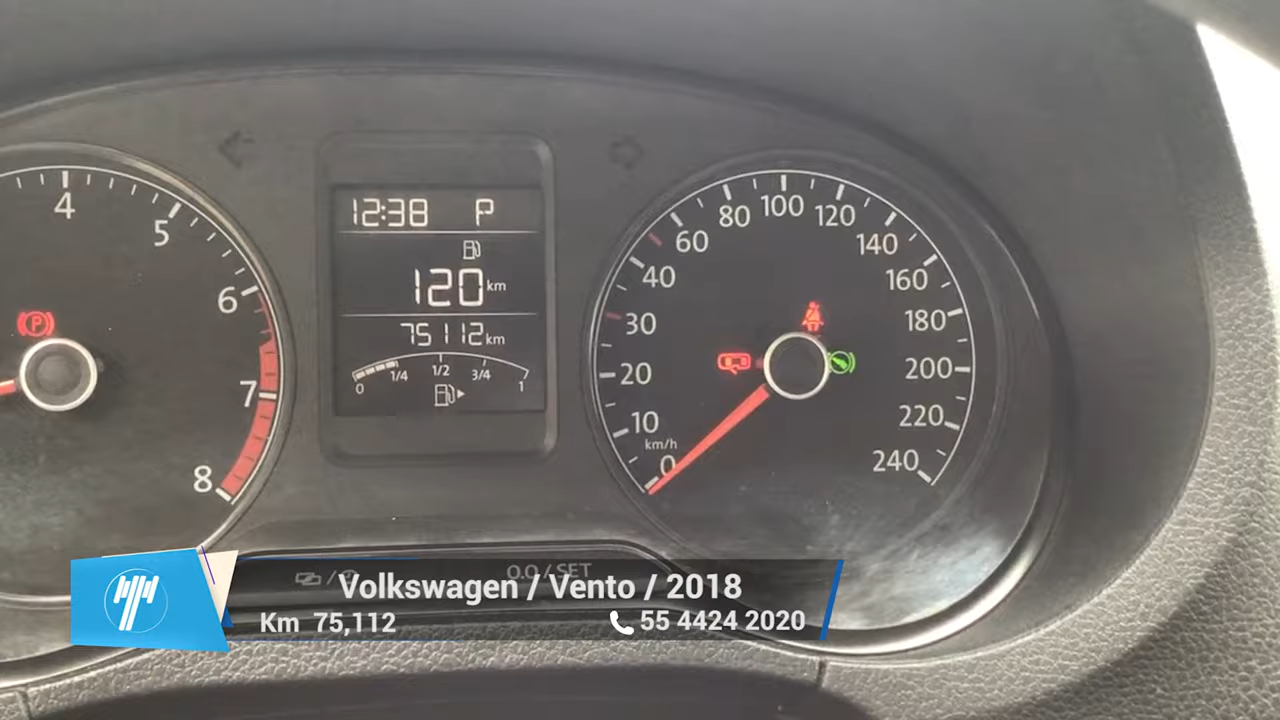 12:38 P
120 km
75112 km
0 1/4 1/2 3/4 1
4
5
6
7
8
P
0
10
20
30
40
60
80
100
120
140
160
180
200
220
240
km/h
0.0 / SET
Volkswagen / Vento / 2018
Km 75,112
55 4424 2020